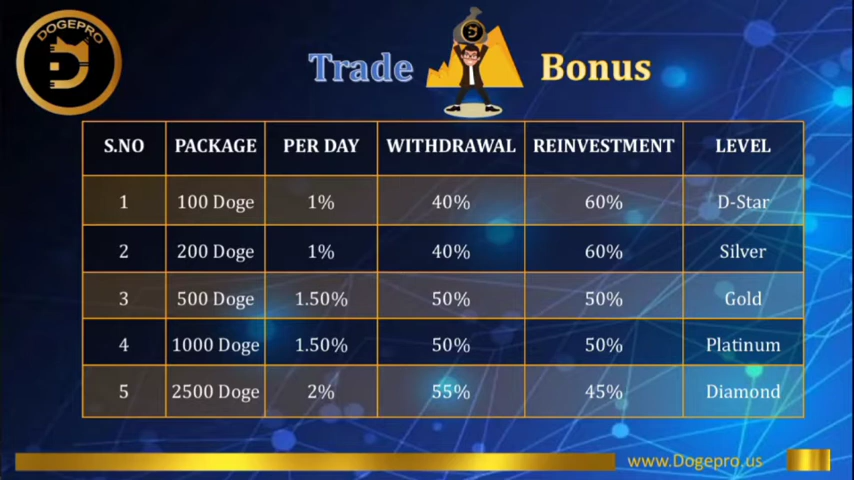 DOGEPRO
Trade Bonus
S.NO PACKAGE PER DAY WITHDRAWAL REINVESTMENT LEVEL
1 100 Doge 1% 40% 60% D-Star
2 200 Doge 1% 40% 60% Silver
3 500 Doge 1.50% 50% 50% Gold
4 1000 Doge 1.50% 50% 50% Platinum
5 2500 Doge 2% 55% 45% Diamond
www.Dogepro.us